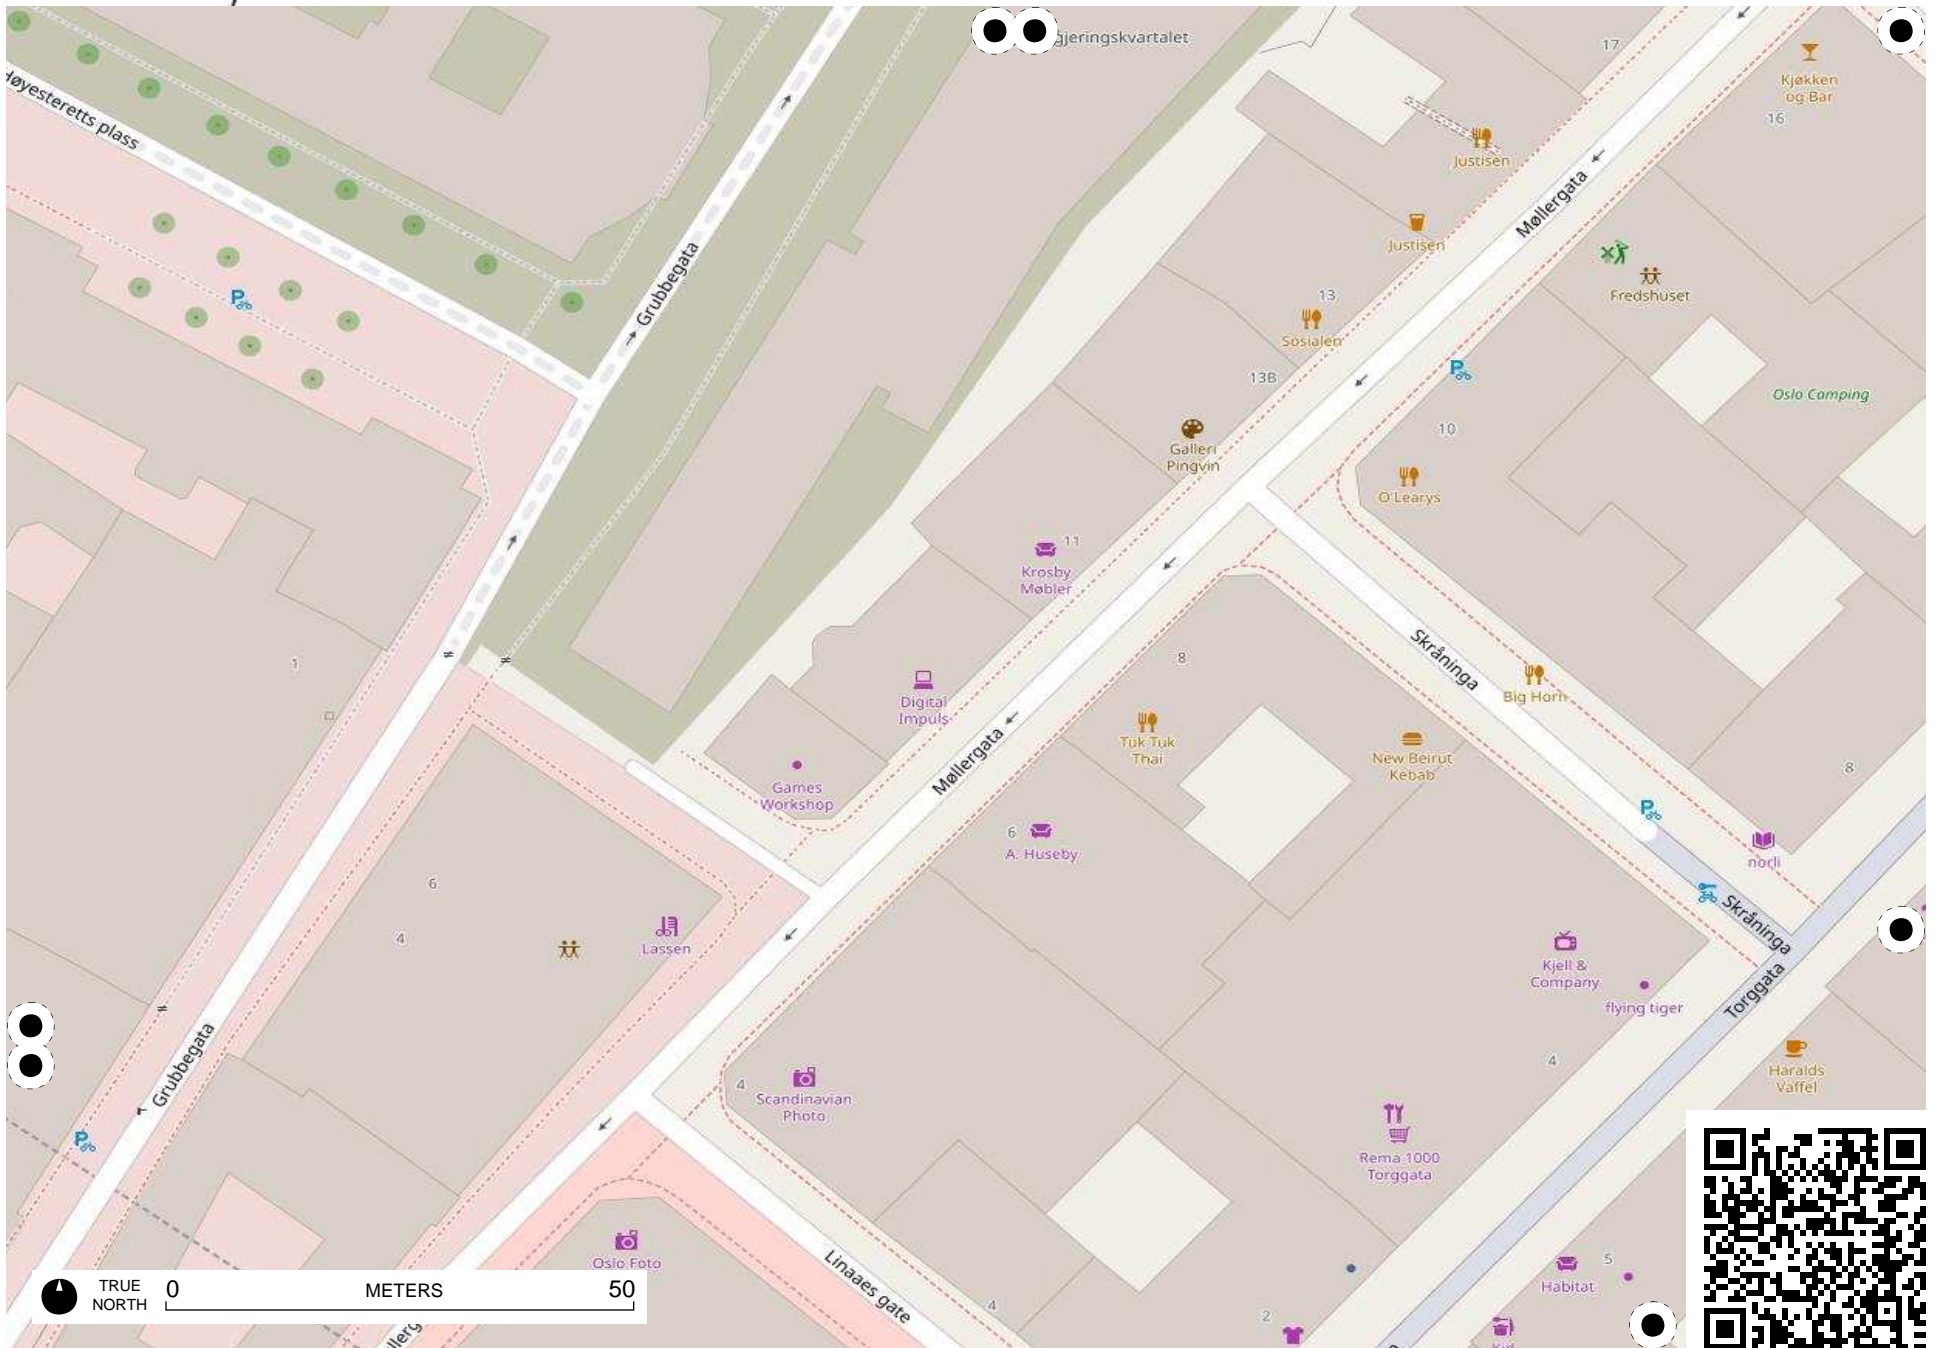 gjeringskvartalet
17
Kjøkken
og Bar
16
Høyesteretts plass
Justisen
Møllergata
Justisen
Grubbegata
Fredshuset
13
Sosialen
13B
Oslo Camping
10
Galleri
Pingvin
O'Learys
11
Krosby
Møbler
Skråninga
1
8
Big Horn
Digital
Impuls
Tuk Tuk
Thai
New Beirut
Kebab
Møllergata
8
Games
Workshop
6
A. Huseby
norli
6
4
Lassen
Skråninga
Kjell &
Company
flying tiger
Torggata
Grubbegata
4
Haralds
Vaffel
4
Scandinavian
Photo
Rema 1000
Torggata
Oslo Foto
Linaaes gate
5
Habitat
4
2
TRUE
NORTH
0
METERS
50